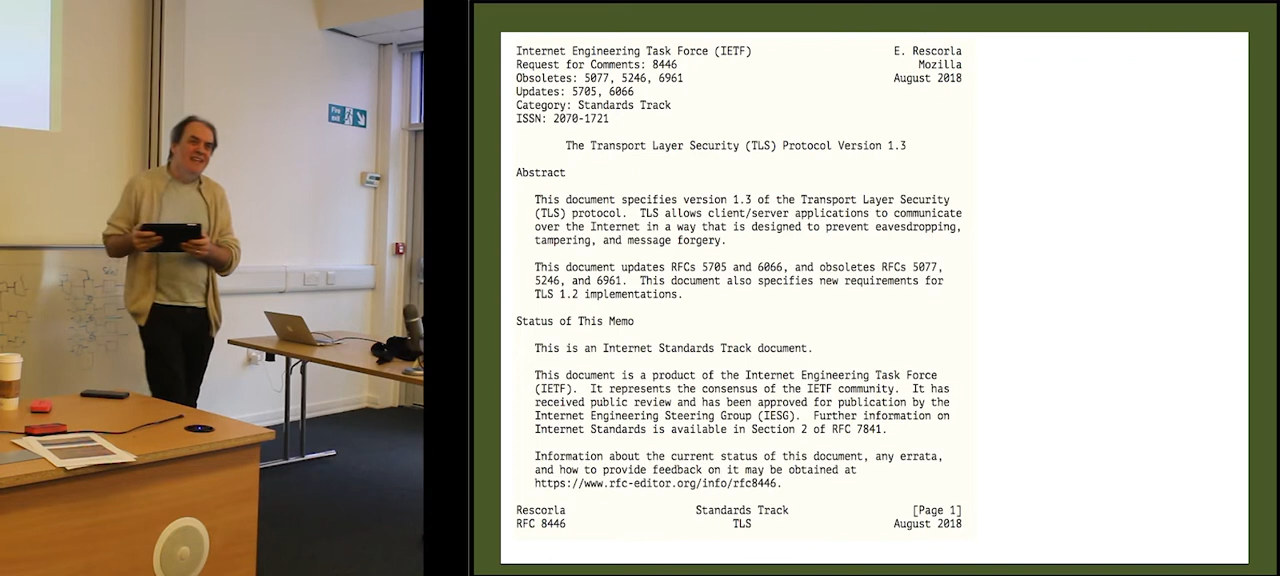 Fire
exit
Internet Engineering Task Force (IETF) E. Rescorla
Request for Comments: 8446 Mozilla
Obsoletes: 5077, 5246, 6961 August 2018
Updates: 5705, 6066
Category: Standards Track
ISSN: 2070-1721
The Transport Layer Security (TLS) Protocol Version 1.3
Abstract
This document specifies version 1.3 of the Transport Layer Security
(TLS) protocol. TLS allows client/server applications to communicate
over the Internet in a way that is designed to prevent eavesdropping,
tampering, and message forgery.
This document updates RFCs 5705 and 6066, and obsoletes RFCs 5077,
5246, and 6961. This document also specifies new requirements for
TLS 1.2 implementations.
Status of This Memo
This is an Internet Standards Track document.
This document is a product of the Internet Engineering Task Force
(IETF). It represents the consensus of the IETF community. It has
received public review and has been approved for publication by the
Internet Engineering Steering Group (IESG). Further information on
Internet Standards is available in Section 2 of RFC 7841.
Information about the current status of this document, any errata,
and how to provide feedback on it may be obtained at
https://www.rfc-editor.org/info/rfc8446.
Rescorla Standards Track [Page 1]
RFC 8446 TLS August 2018